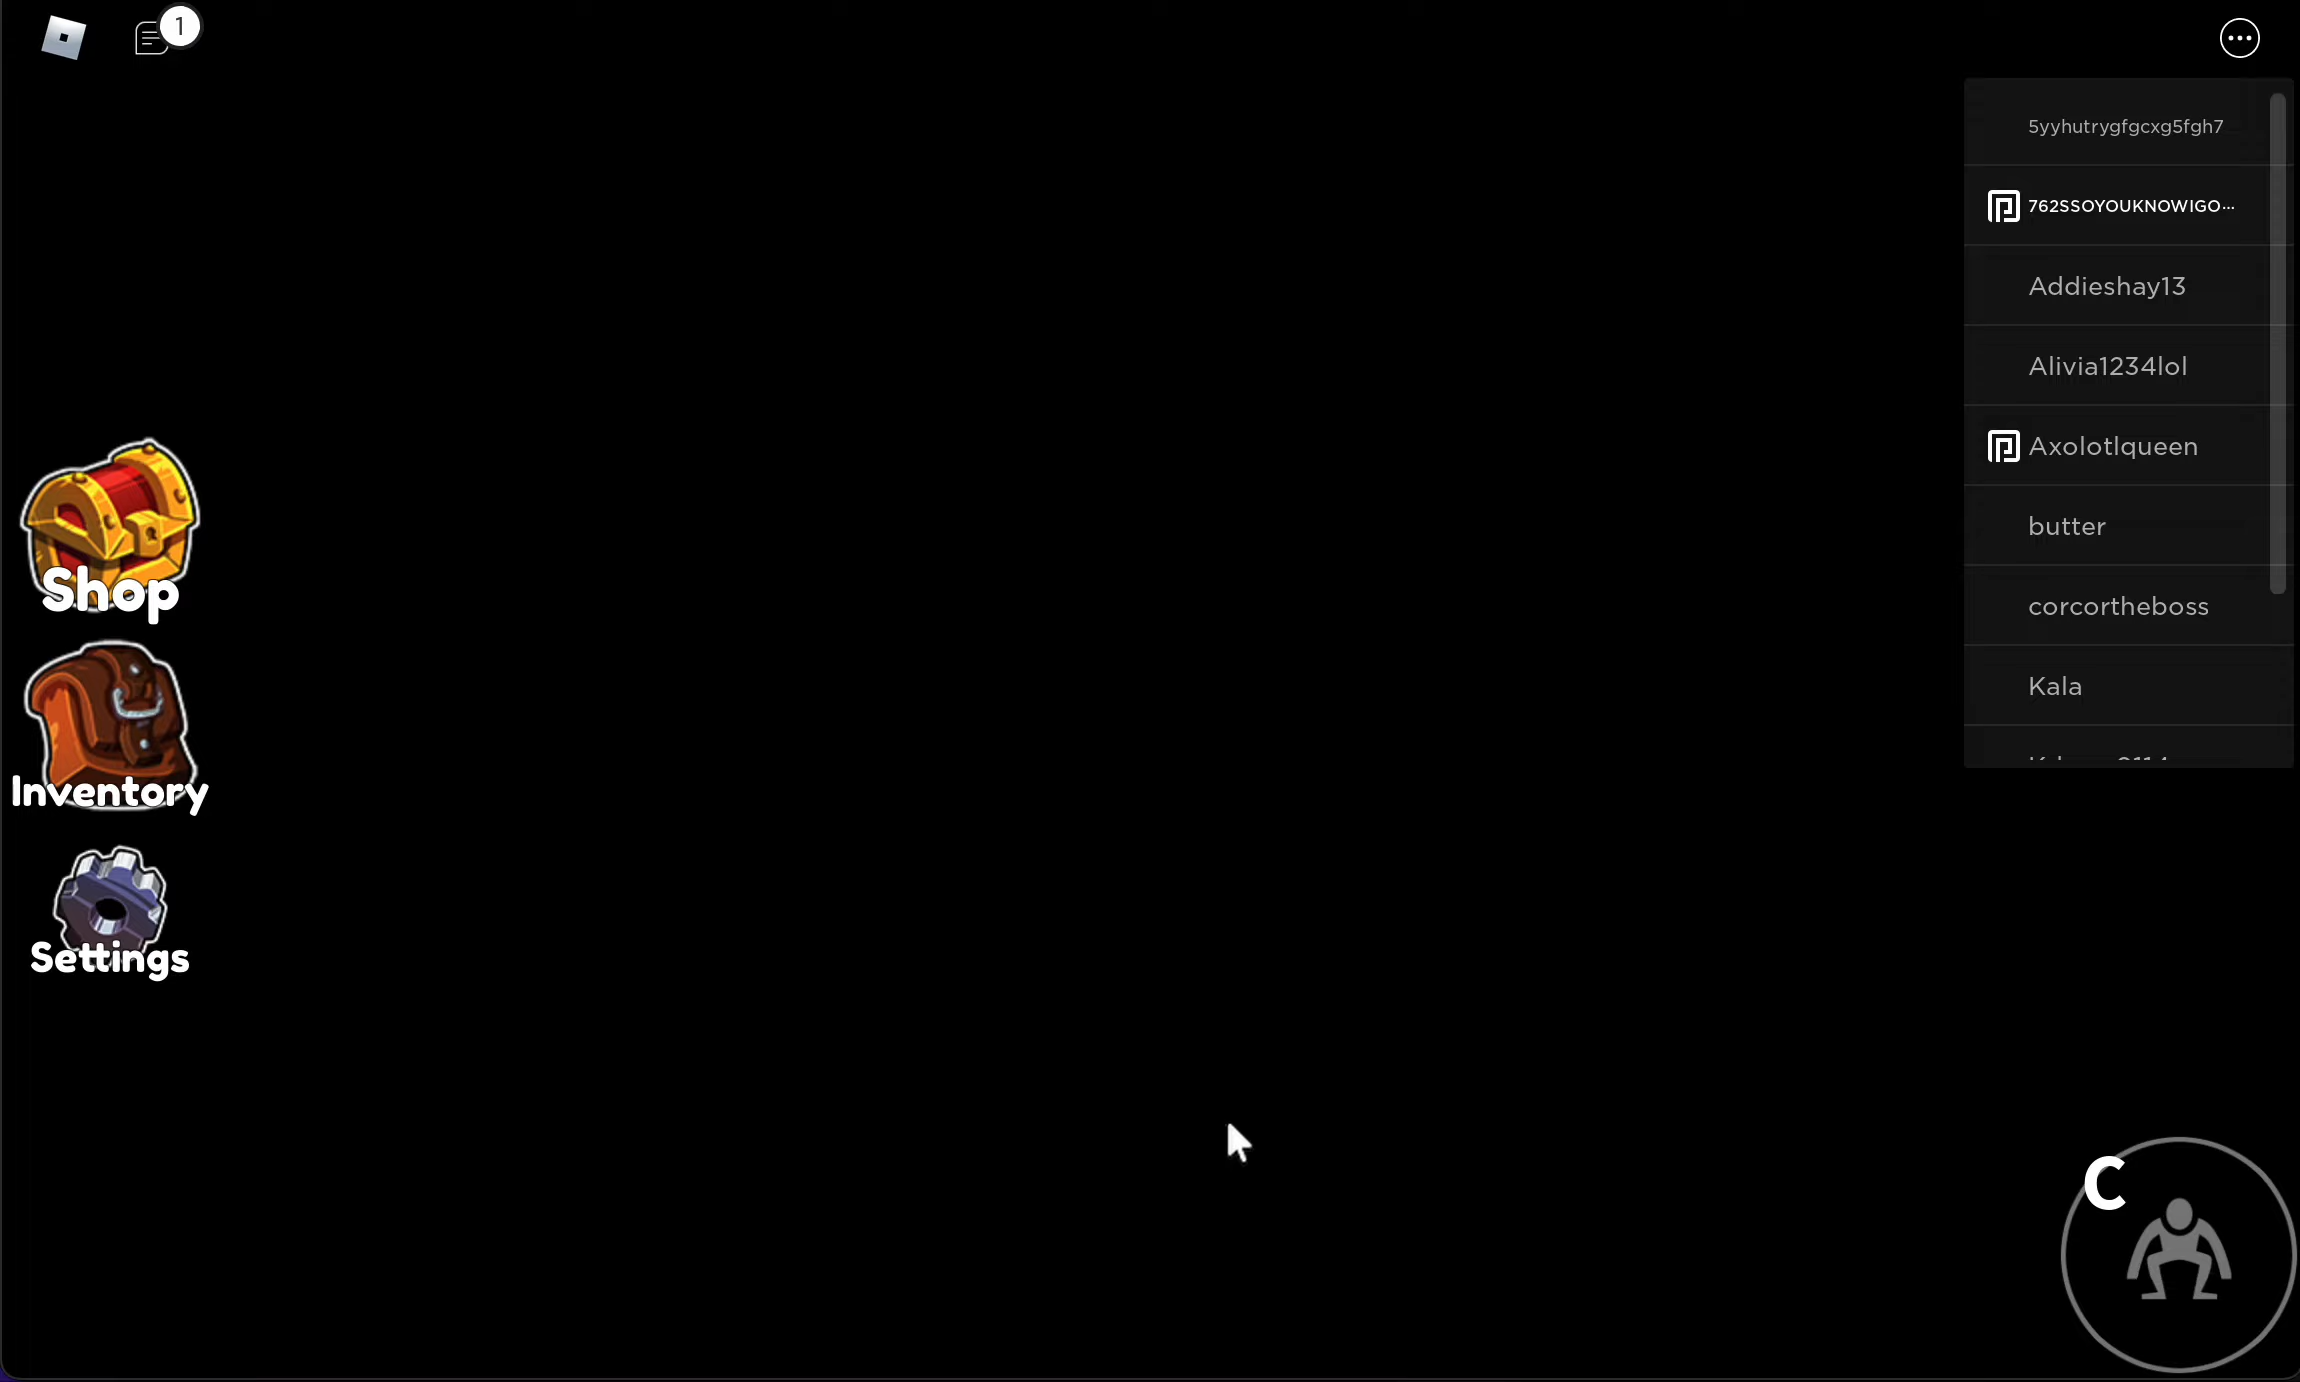 1
5yyhutrygfgcxg5fgh7
762SSOYOUKNOWIGO...
Addieshay13
Alivia1234lol
Axolotlqueen
butter
corcortheboss
Kala
Shop
Inventory
Settings
C